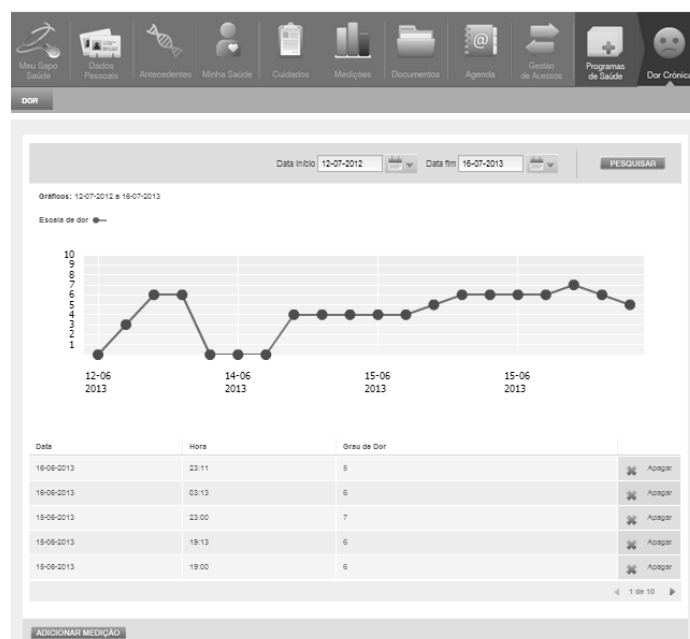 Meu Sapo Saúde
Dados Pessoais
Antecedentes
Minha Saúde
Cuidados
Medições
Documentos
Agenda
Gestão de Acessos
Programas de Saúde
Dor Crónica
DOR
Data Início 12-07-2012 Data fim 16-07-2013 PESQUISAR
Gráficos: 12-07-2012 a 16-07-2013
Escala de dor
10
9
8
7
6
5
4
3
2
1
12-06 14-06 15-06 15-06
2013 2013 2013 2013
Data Hora Grau de Dor
16-06-2013 23:11 5 Apagar
16-06-2013 03:13 6 Apagar
15-06-2013 23:00 7 Apagar
15-06-2013 19:13 6 Apagar
15-06-2013 19:00 6 Apagar
1 de 10
ADICIONAR MEDIÇÃO